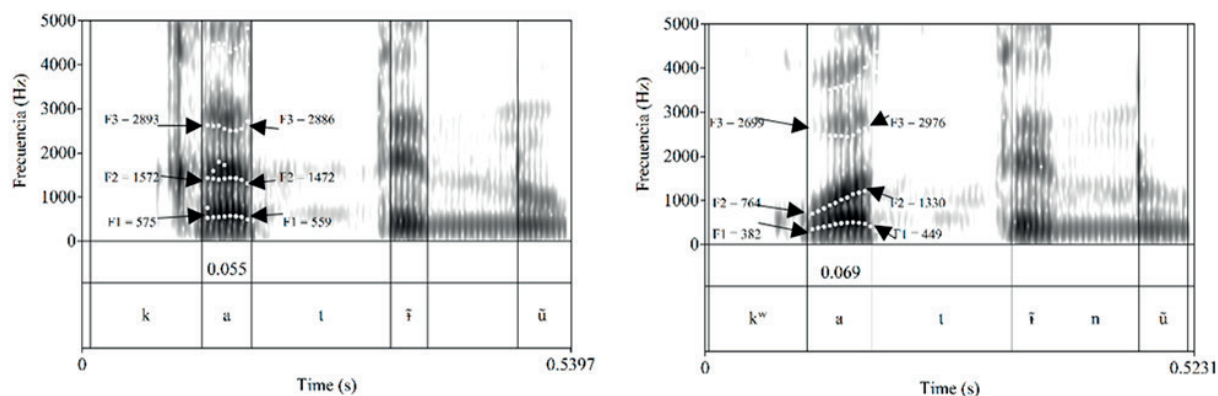 5000
4000
3000
2000
1000
0
Frecuencia (Hz)
F3 – 2893
F3 – 2886
F2 – 1572
F2 – 1472
F1 = 575
F1 = 559
0.055
k a t ɨ̃ ũ
0 0.5397
Time (s)
5000
4000
3000
2000
1000
0
Frecuencia (Hz)
F3 – 2699
F3 – 2976
F2 – 764
F2 – 1330
F1 = 382
F1 = 449
0.069
kʷ a t ɨ̃ n ũ
0 0.5231
Time (s)